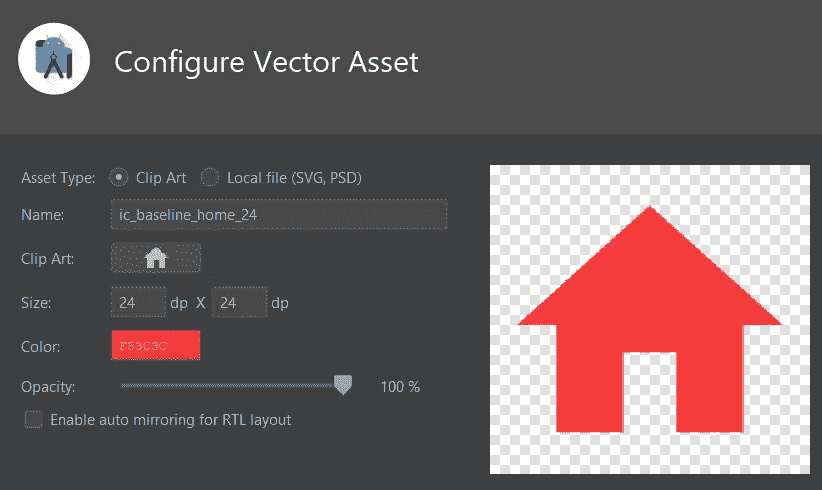 Configure Vector Asset
Asset Type: Clip Art Local file (SVG, PSD)
Name: ic_baseline_home_24
Clip Art:
Size: 24 dp X 24 dp
Color: F53C3C
Opacity: 100 %
Enable auto mirroring for RTL layout